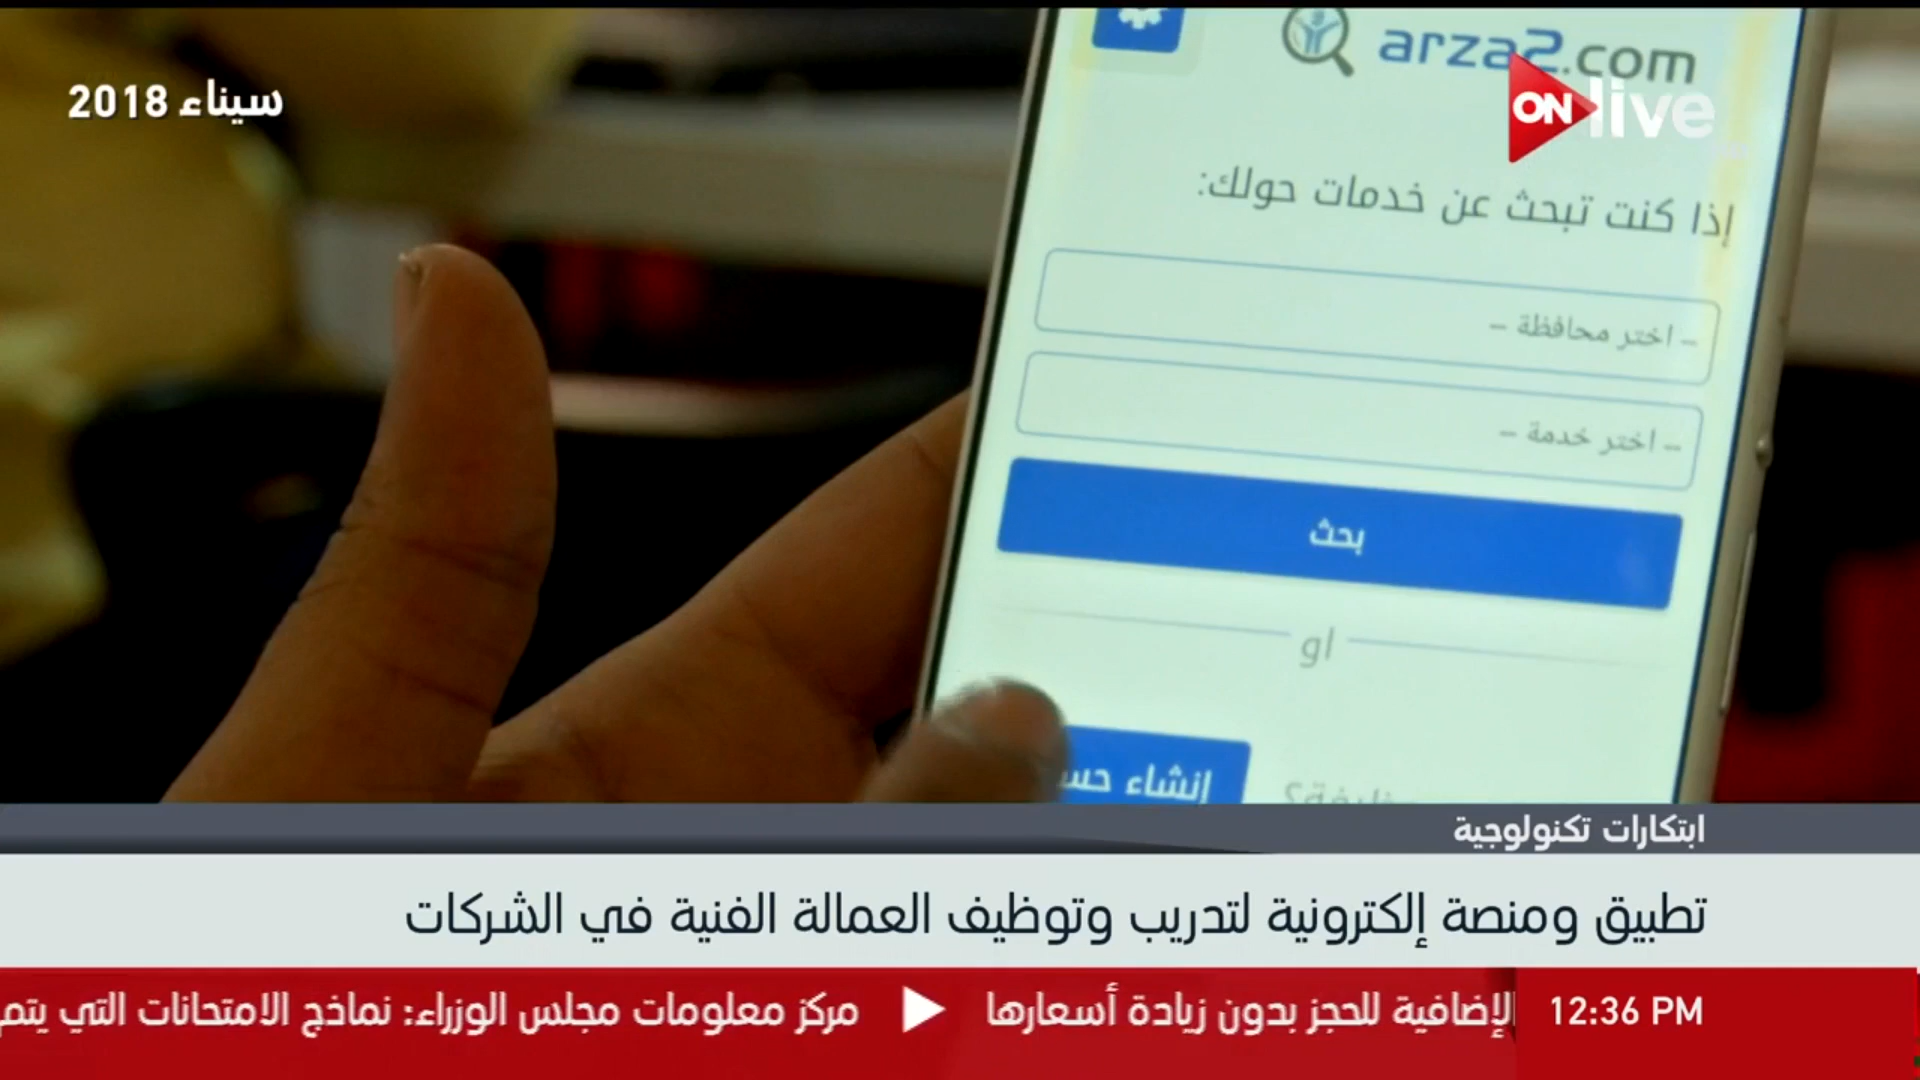 سيناء 2018
arza2.com
ON live
إذا كنت تبحث عن خدمات حولك:
- اختر محافظة -
- اختر خدمة -
بحث
او
إنشاء
ابتكارات تكنولوجية
تطبيق ومنصة إلكترونية لتدريب وتوظيف العمالة الفنية في الشركات
12:36 PM
الإضافية للحجز بدون زيادة أسعارها
مركز معلومات مجلس الوزراء: نماذج الامتحانات التي